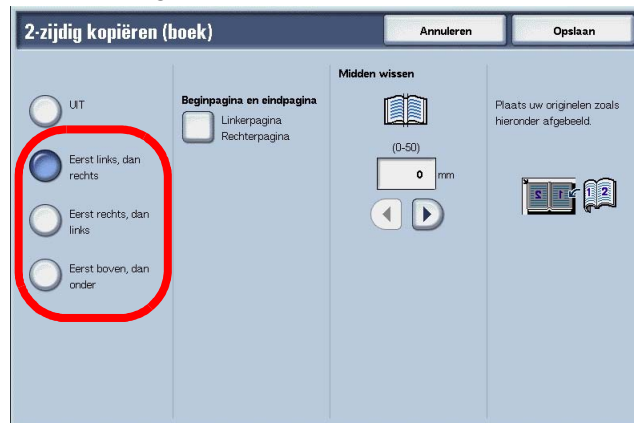 2-zijdig kopiëren (boek)
Annuleren
Opslaan
UIT
Eerst links, dan
rechts
Eerst rechts, dan
links
Eerst boven, dan
onder
Beginpagina en eindpagina
Linkerpagina
Rechterpagina
Midden wissen
(0-50)
0 mm
Plaats uw originelen zoals
hieronder afgebeeld.
2 1 1 2